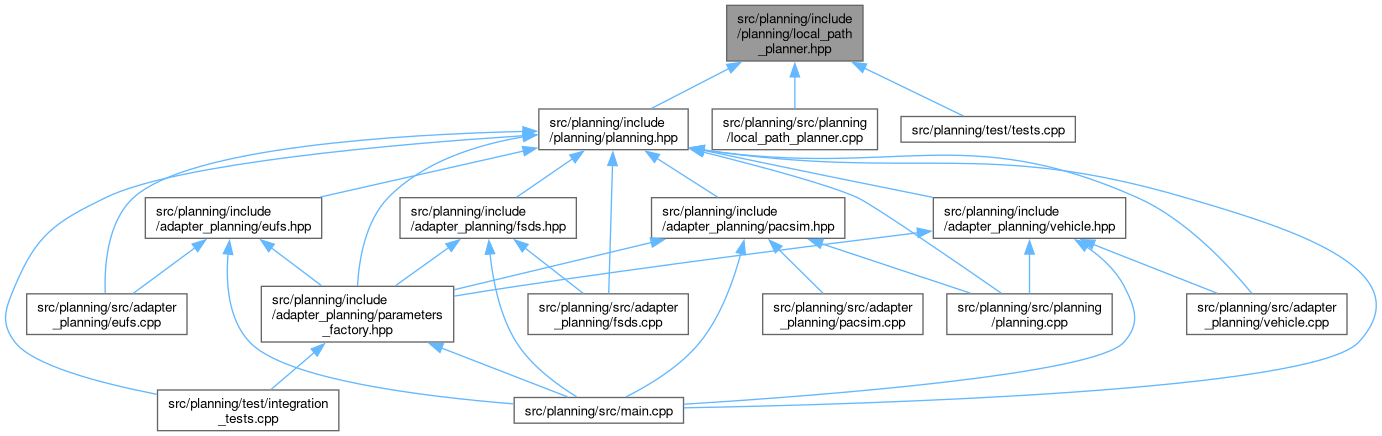 src/planning/include
/planning/local_path
_planner.hpp
src/planning/include
/planning/planning.hpp
src/planning/src/planning
/local_path_planner.cpp
src/planning/test/tests.cpp
src/planning/include
/adapter_planning/eufs.hpp
src/planning/include
/adapter_planning/fsds.hpp
src/planning/include
/adapter_planning/pacsim.hpp
src/planning/include
/adapter_planning/vehicle.hpp
src/planning/src/adapter
_planning/eufs.cpp
src/planning/include
/adapter_planning/parameters
_factory.hpp
src/planning/src/adapter
_planning/fsds.cpp
src/planning/src/adapter
_planning/pacsim.cpp
src/planning/src/planning
/planning.cpp
src/planning/src/adapter
_planning/vehicle.cpp
src/planning/test/integration
_tests.cpp
src/planning/src/main.cpp